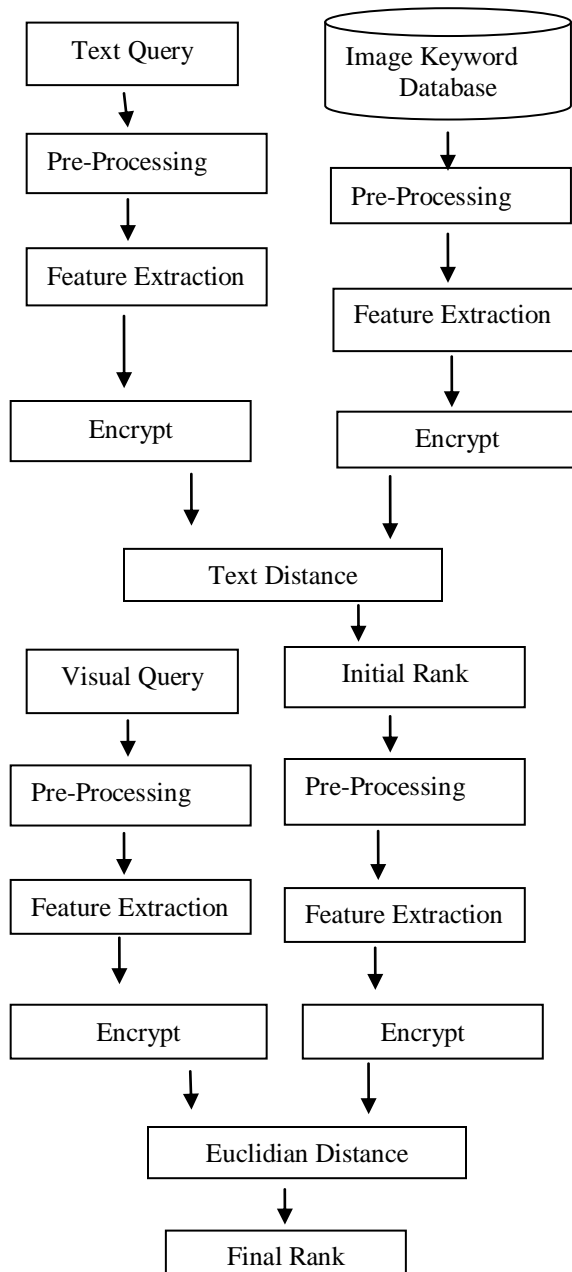 Text Query
Image Keyword
Database
Pre-Processing
Pre-Processing
Feature Extraction
Feature Extraction
Encrypt
Encrypt
Text Distance
Visual Query
Initial Rank
Pre-Processing
Pre-Processing
Feature Extraction
Feature Extraction
Encrypt
Encrypt
Euclidian Distance
Final Rank